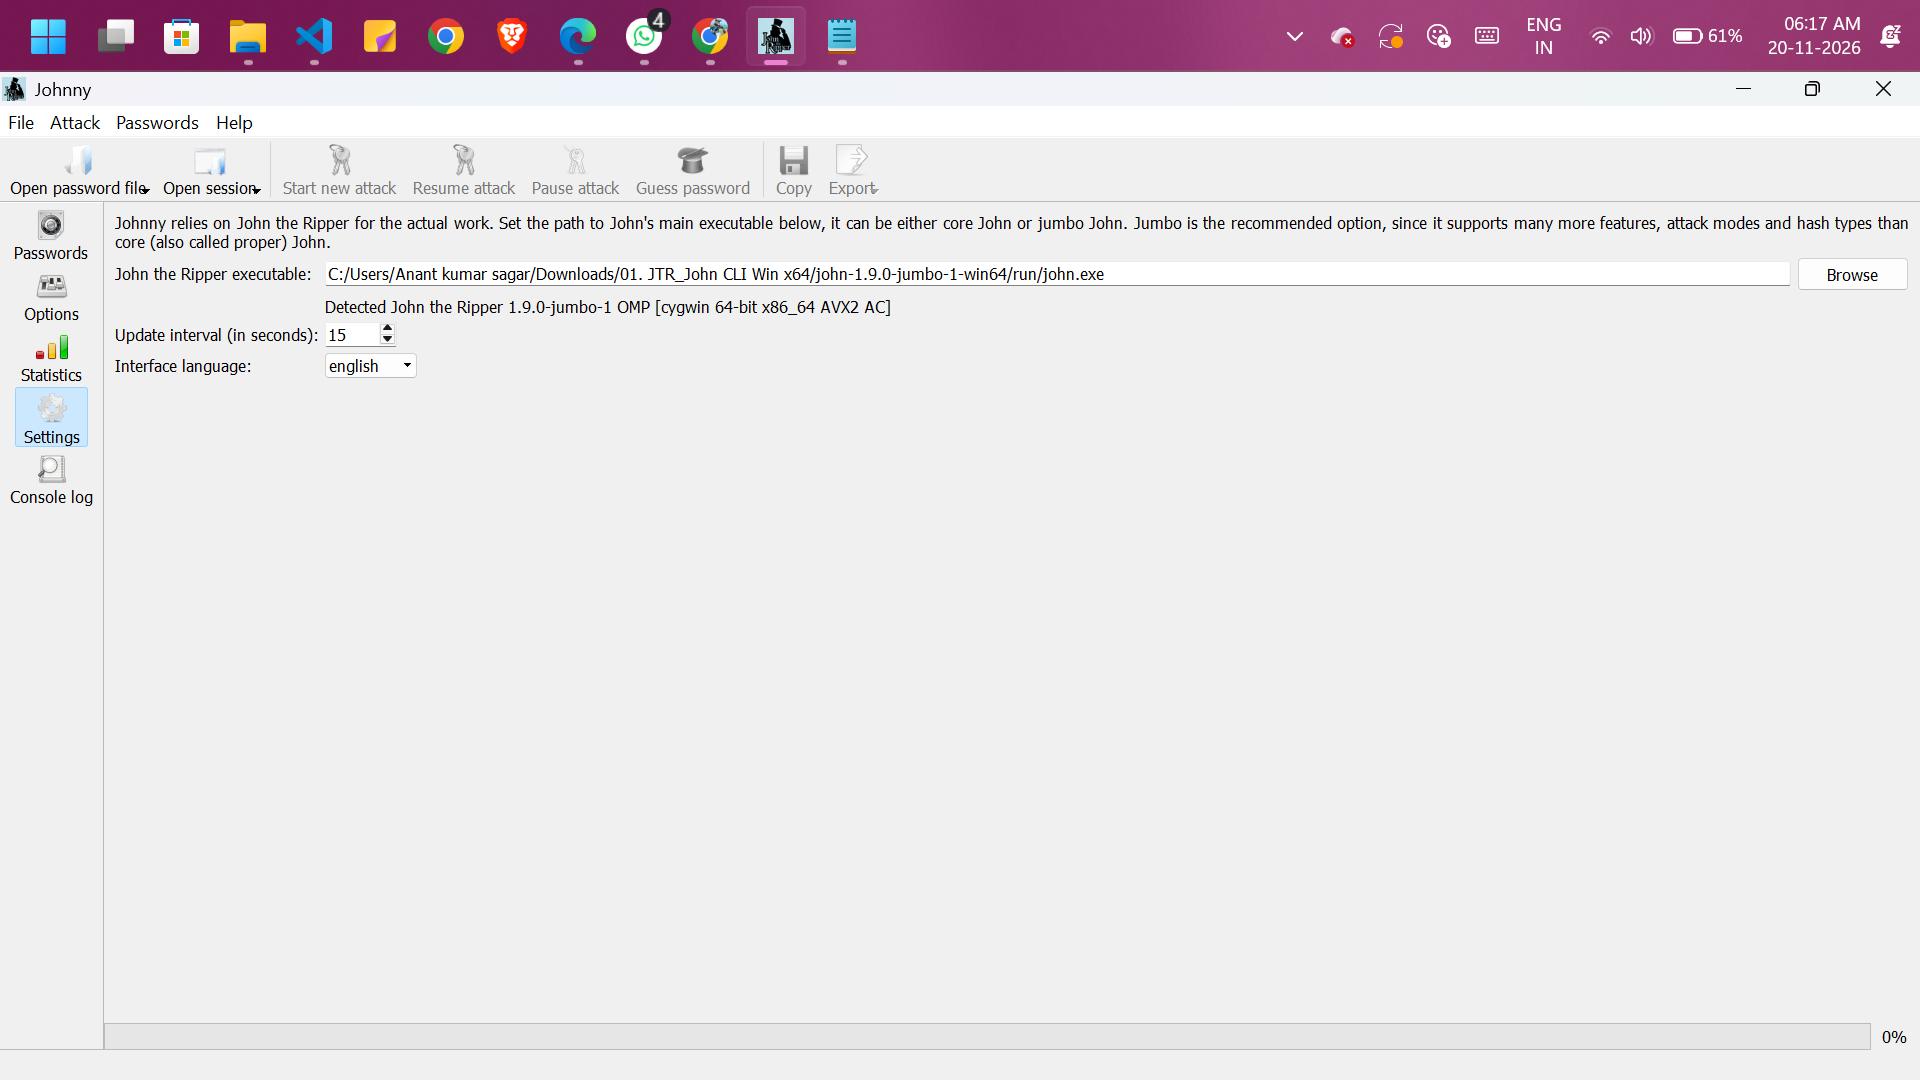 4
ENG
IN
61%
06:17 AM
20-11-2026
Johnny
File Attack Passwords Help
Open password file Open session Start new attack Resume attack Pause attack Guess password Copy Export
Passwords
Options
Statistics
Settings
Console log
Johnny relies on John the Ripper for the actual work. Set the path to John's main executable below, it can be either core John or jumbo John. Jumbo is the recommended option, since it supports many more features, attack modes and hash types than
core (also called proper) John.
John the Ripper executable: C:/Users/Anant kumar sagar/Downloads/01. JTR_John CLI Win x64/john-1.9.0-jumbo-1-win64/run/john.exe Browse
Detected John the Ripper 1.9.0-jumbo-1 OMP [cygwin 64-bit x86_64 AVX2 AC]
Update interval (in seconds): 15
Interface language: english
0%